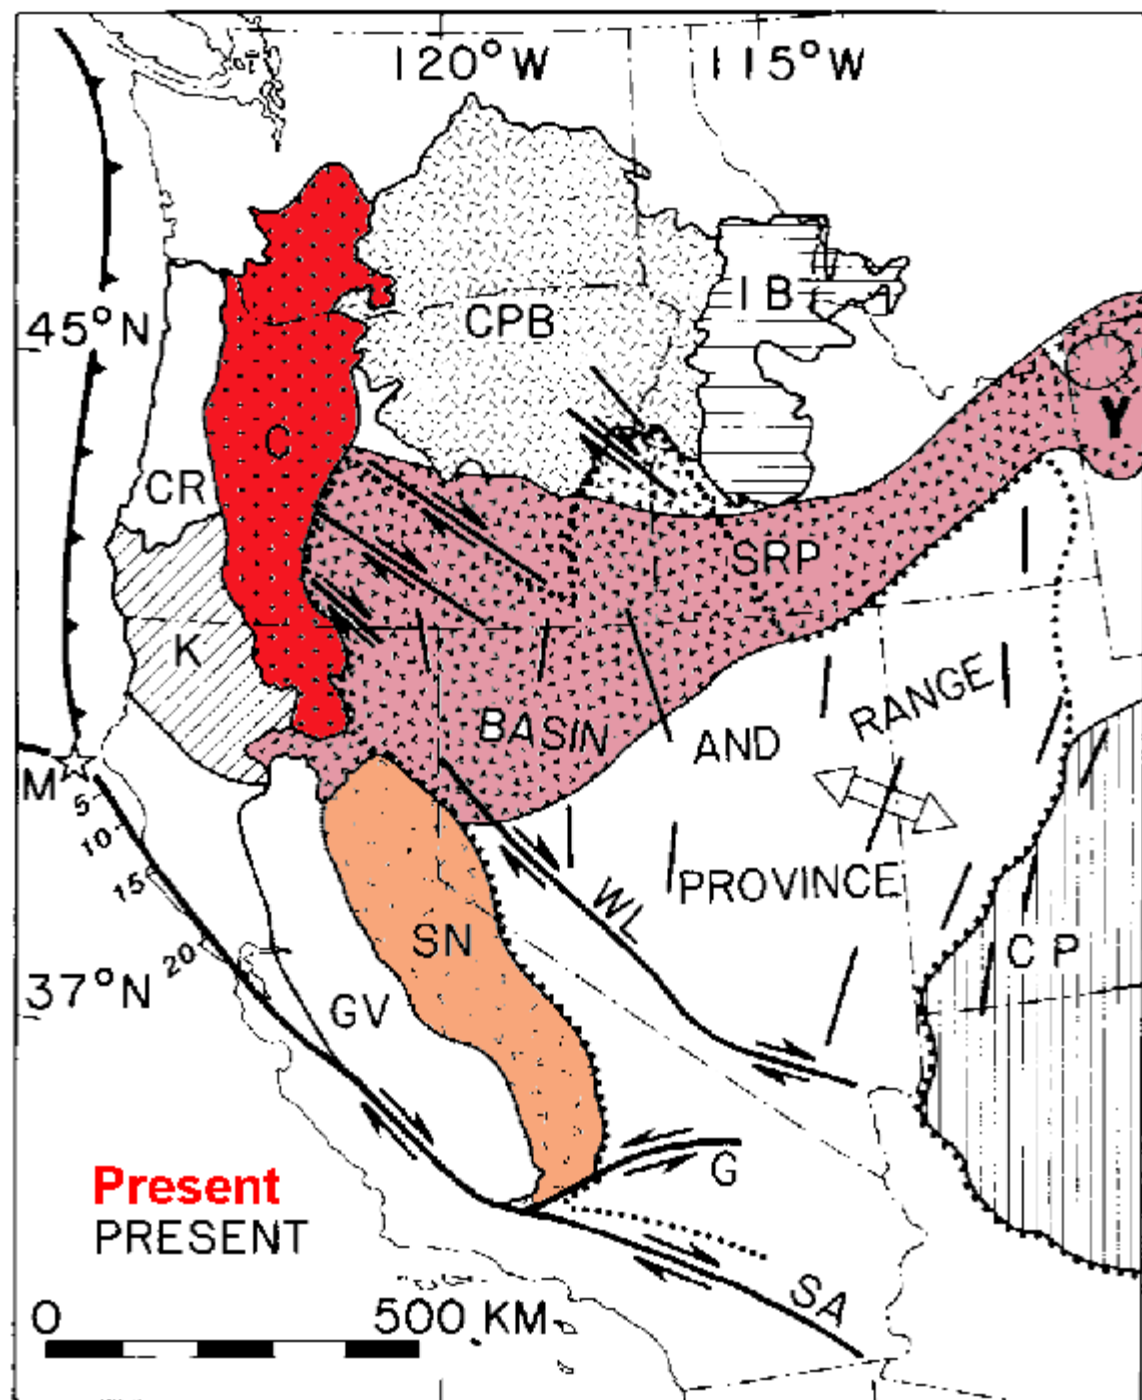 120°W
115°W
45°N
CPB
IB
C
Y
CR
SRP
K
BASIN
AND
RANGE
PROVINCE
M
5
10
15
20
WL
SN
CP
37°N
GV
G
Present
PRESENT
SA
0
500 KM